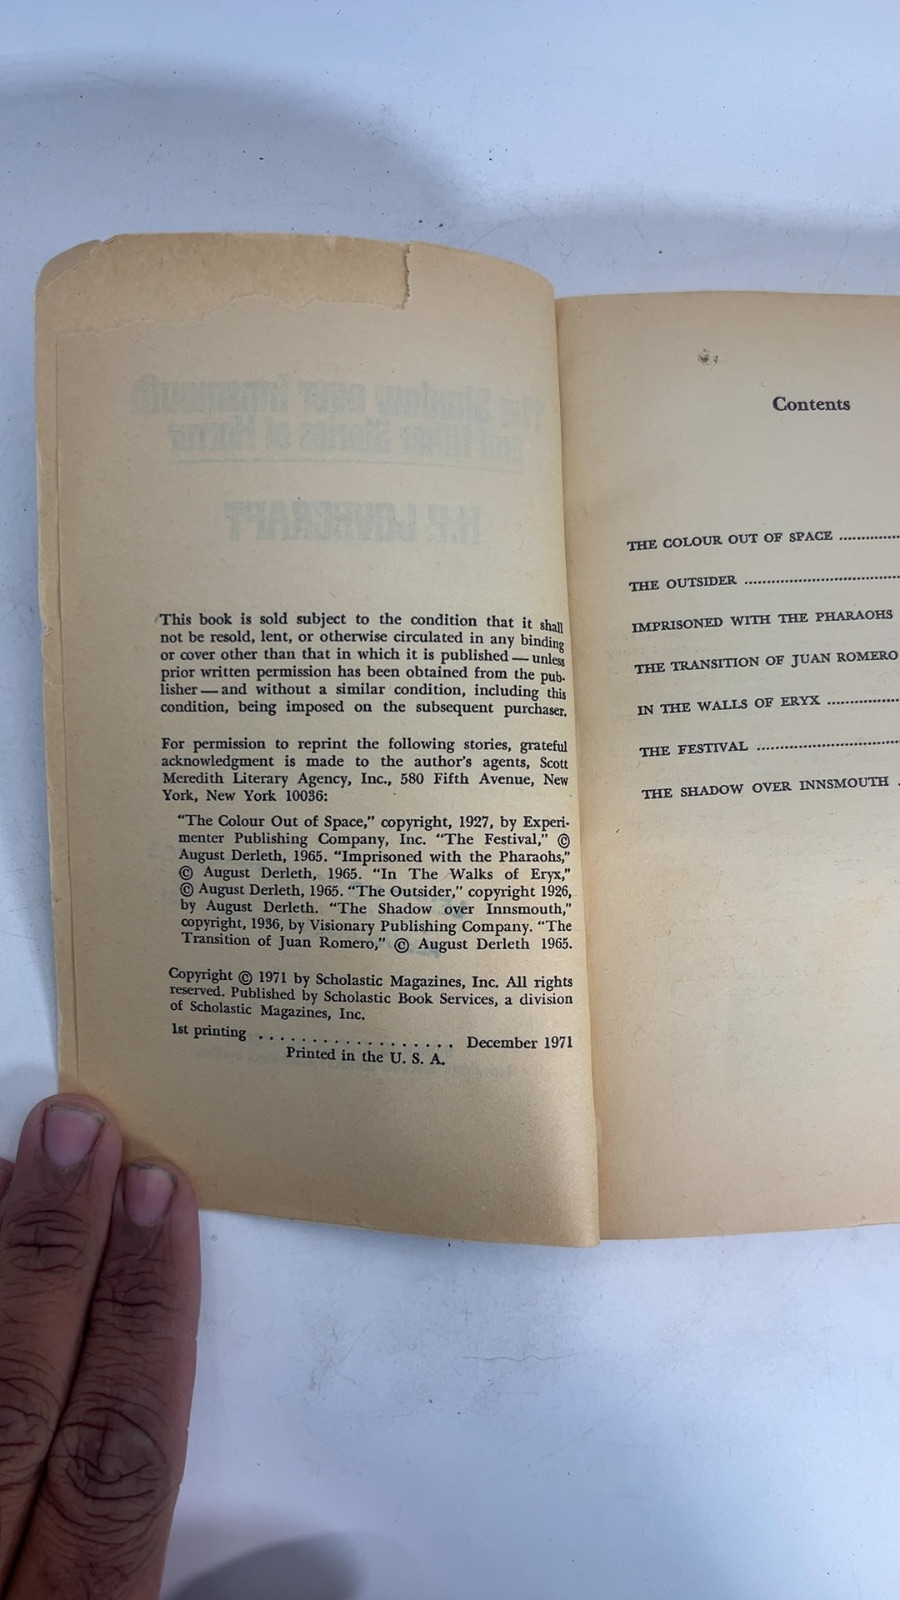 This book is sold subject to the condition that it shall
not be resold, lent, or otherwise circulated in any binding
or cover other than that in which it is published — unless
prior written permission has been obtained from the pub-
lisher — and without a similar condition, including this
condition, being imposed on the subsequent purchaser.
For permission to reprint the following stories, grateful
acknowledgment is made to the author's agents, Scott
Meredith Literary Agency, Inc., 580 Fifth Avenue, New
York, New York 10036:
"The Colour Out of Space," copyright, 1927, by Experi-
menter Publishing Company, Inc. "The Festival," ©
August Derleth, 1965. "Imprisoned with the Pharaohs,"
© August Derleth, 1965. "In The Walks of Eryx,"
© August Derleth, 1965. "The Outsider," copyright 1926,
by August Derleth. "The Shadow over Innsmouth,"
copyright, 1936, by Visionary Publishing Company. "The
Transition of Juan Romero," © August Derleth 1965.
Copyright © 1971 by Scholastic Magazines, Inc. All rights
reserved. Published by Scholastic Book Services, a division
of Scholastic Magazines, Inc.
1st printing .................. December 1971
Printed in the U. S. A.
Contents
THE COLOUR OUT OF SPACE ..............
THE OUTSIDER ..............................
IMPRISONED WITH THE PHARAOHS
THE TRANSITION OF JUAN ROMERO
IN THE WALLS OF ERYX ..............
THE FESTIVAL ..............................
THE SHADOW OVER INNSMOUTH .
The Shadow over Innsmouth
and Other Stories of Horror
H.P. LOVECRAFT